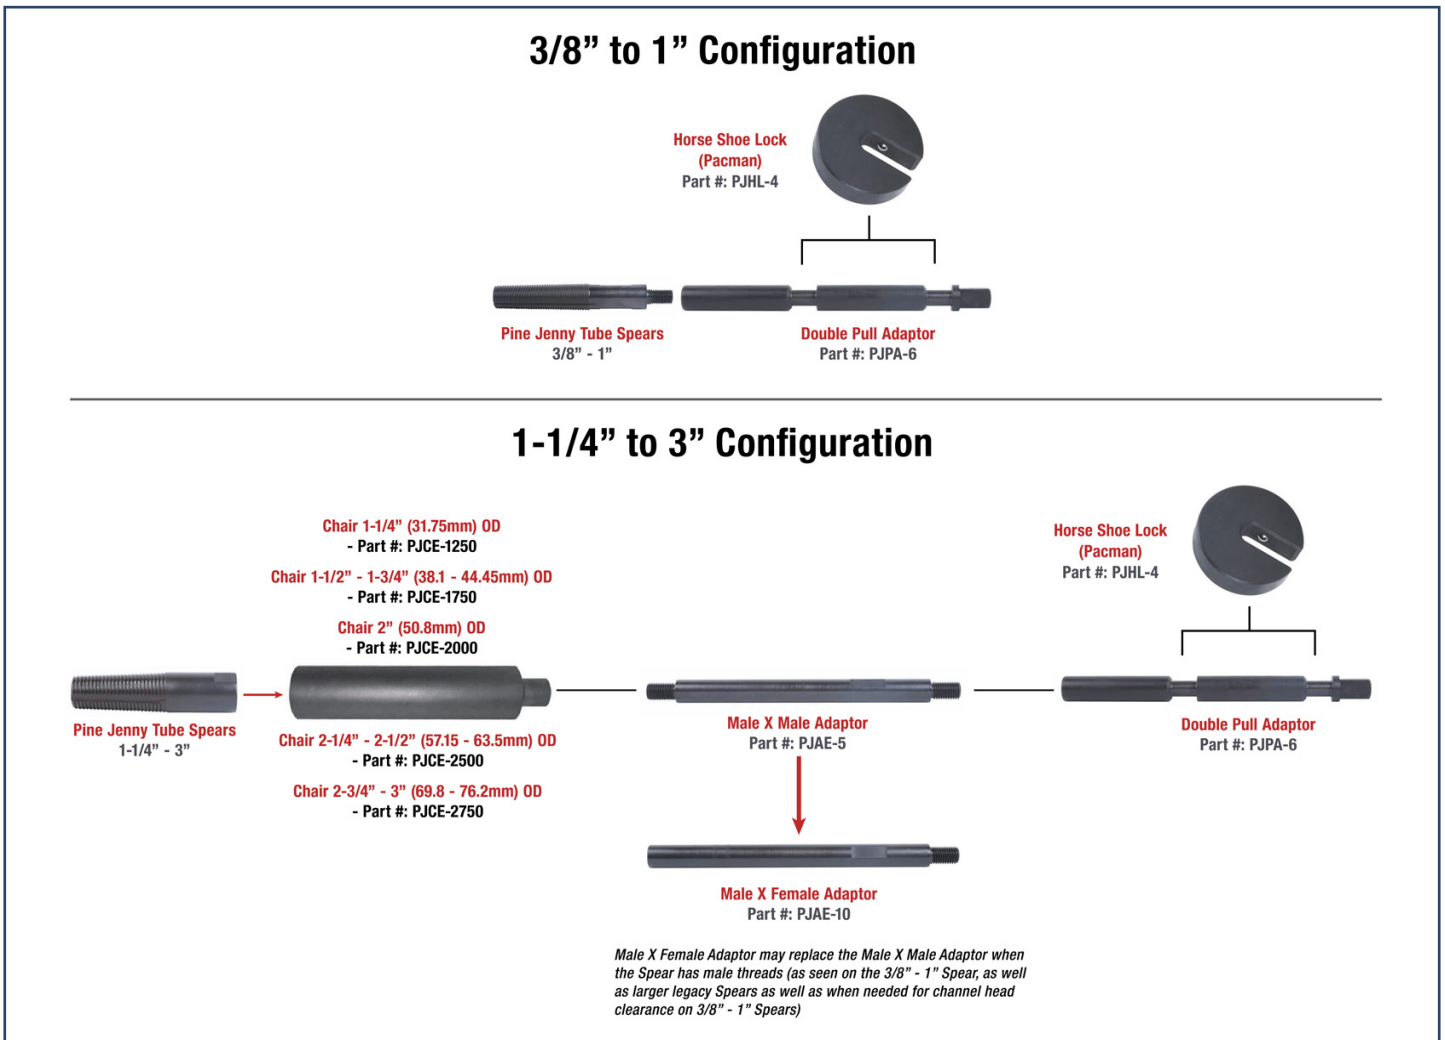 3/8” to 1” Configuration
Horse Shoe Lock
(Pacman)
Part #: PJHL-4
Pine Jenny Tube Spears
3/8” - 1”
Double Pull Adaptor
Part #: PJPA-6
1-1/4” to 3” Configuration
Chair 1-1/4” (31.75mm) OD
- Part #: PJCE-1250
Chair 1-1/2” - 1-3/4” (38.1 - 44.45mm) OD
- Part #: PJCE-1750
Chair 2” (50.8mm) OD
- Part #: PJCE-2000
Pine Jenny Tube Spears
1-1/4” - 3”
Chair 2-1/4” - 2-1/2” (57.15 - 63.5mm) OD
- Part #: PJCE-2500
Chair 2-3/4” - 3” (69.8 - 76.2mm) OD
- Part #: PJCE-2750
Male X Male Adaptor
Part #: PJAE-5
Male X Female Adaptor
Part #: PJAE-10
Horse Shoe Lock
(Pacman)
Part #: PJHL-4
Double Pull Adaptor
Part #: PJPA-6
Male X Female Adaptor may replace the Male X Male Adaptor when
the Spear has male threads (as seen on the 3/8” - 1” Spear, as well
as larger legacy Spears as well as when needed for channel head
clearance on 3/8” - 1” Spears)